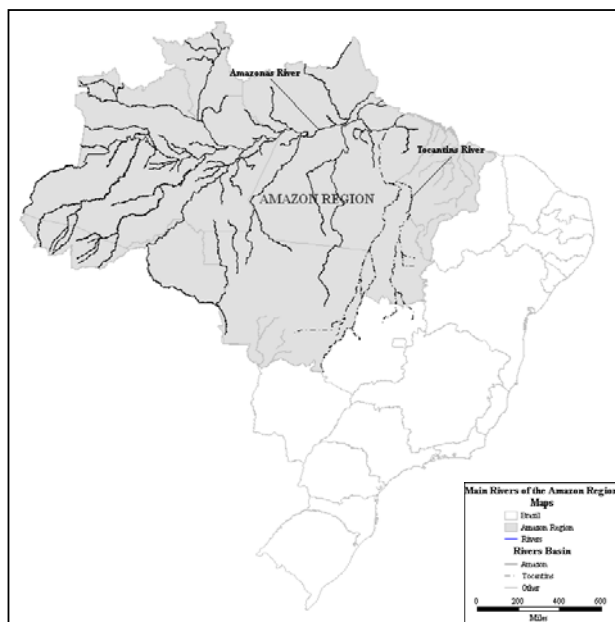 Amazonas River
Tocantins River
AMAZON REGION
Main Rivers of the Amazon Region
Maps
Brazil
Amazon Region
Rivers
Rivers Basin
Amazon
Tocantins
Other
0 200 400 600
Miles